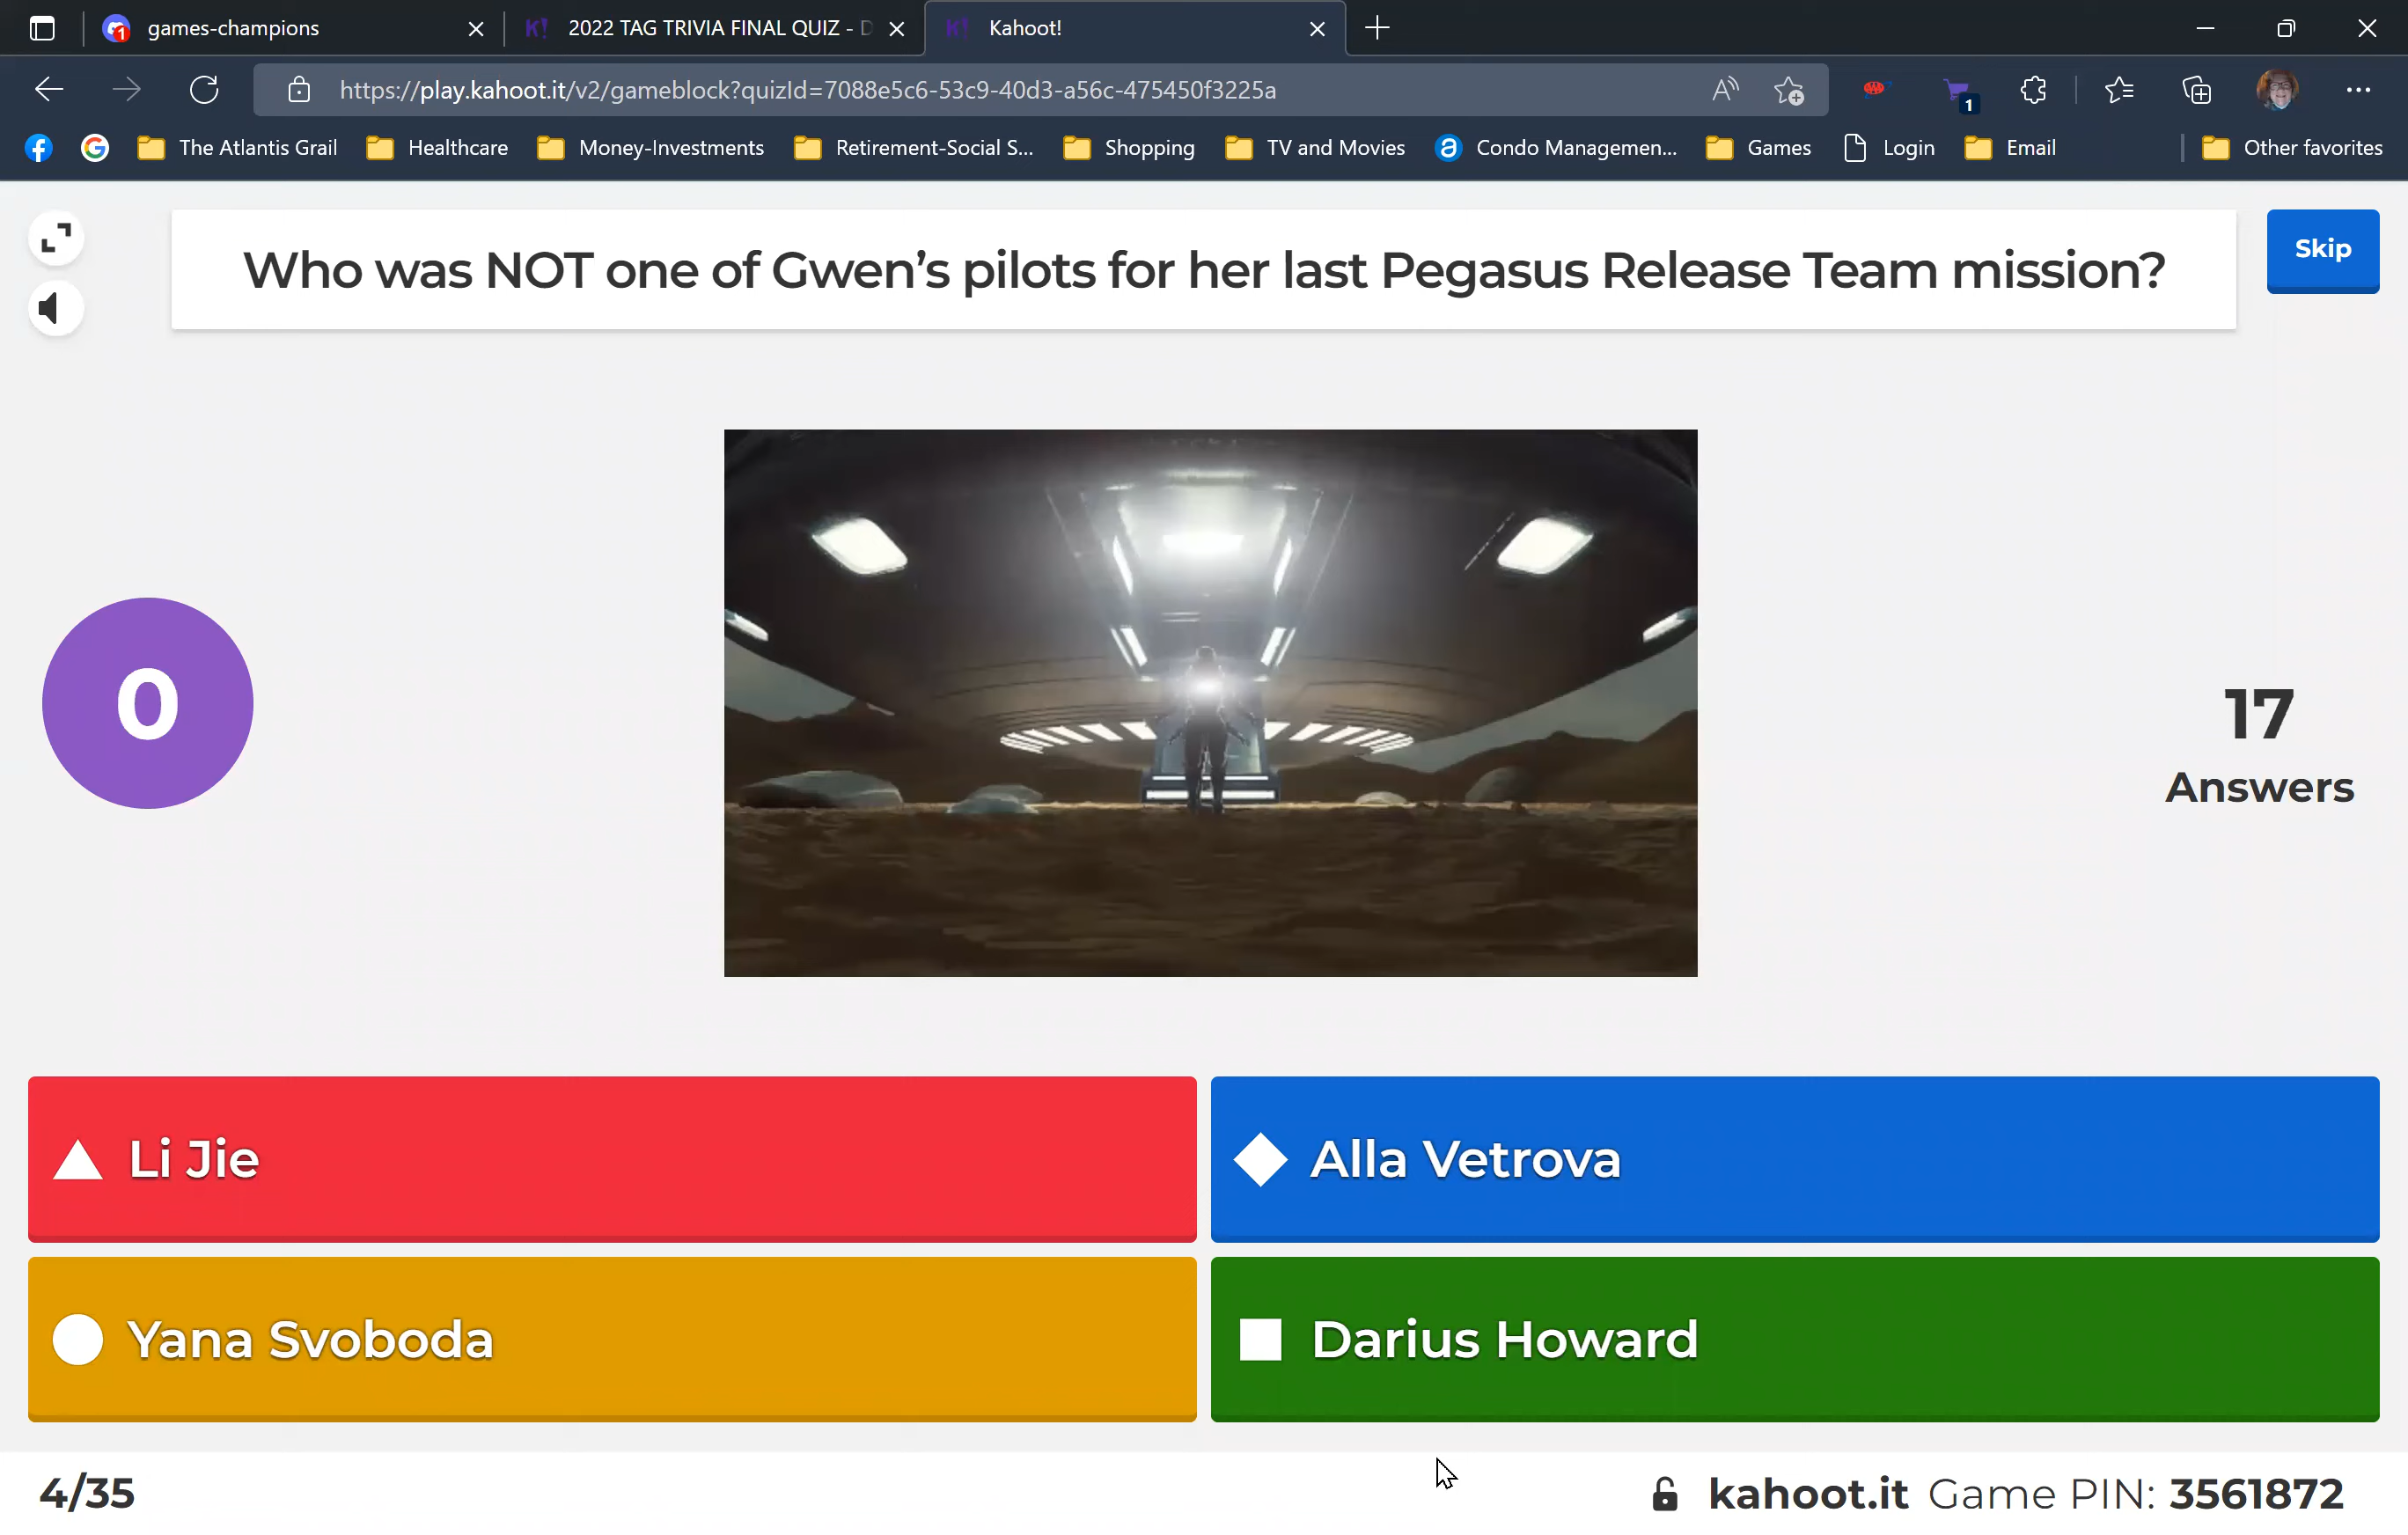 games-champions
2022 TAG TRIVIA FINAL QUIZ -
Kahoot!
https://play.kahoot.it/v2/gameblock?quizId=7088e5c6-53c9-40d3-a56c-475450f3225a
1
The Atlantis Grail
Healthcare
Money-Investments
Retirement-Social S...
Shopping
TV and Movies
Condo Managemen...
Games
Login
Email
Other favorites
Who was NOT one of Gwen’s pilots for her last Pegasus Release Team mission?
Skip
0
17
Answers
Li Jie
Alla Vetrova
Yana Svoboda
Darius Howard
4/35
kahoot.it Game PIN: 3561872